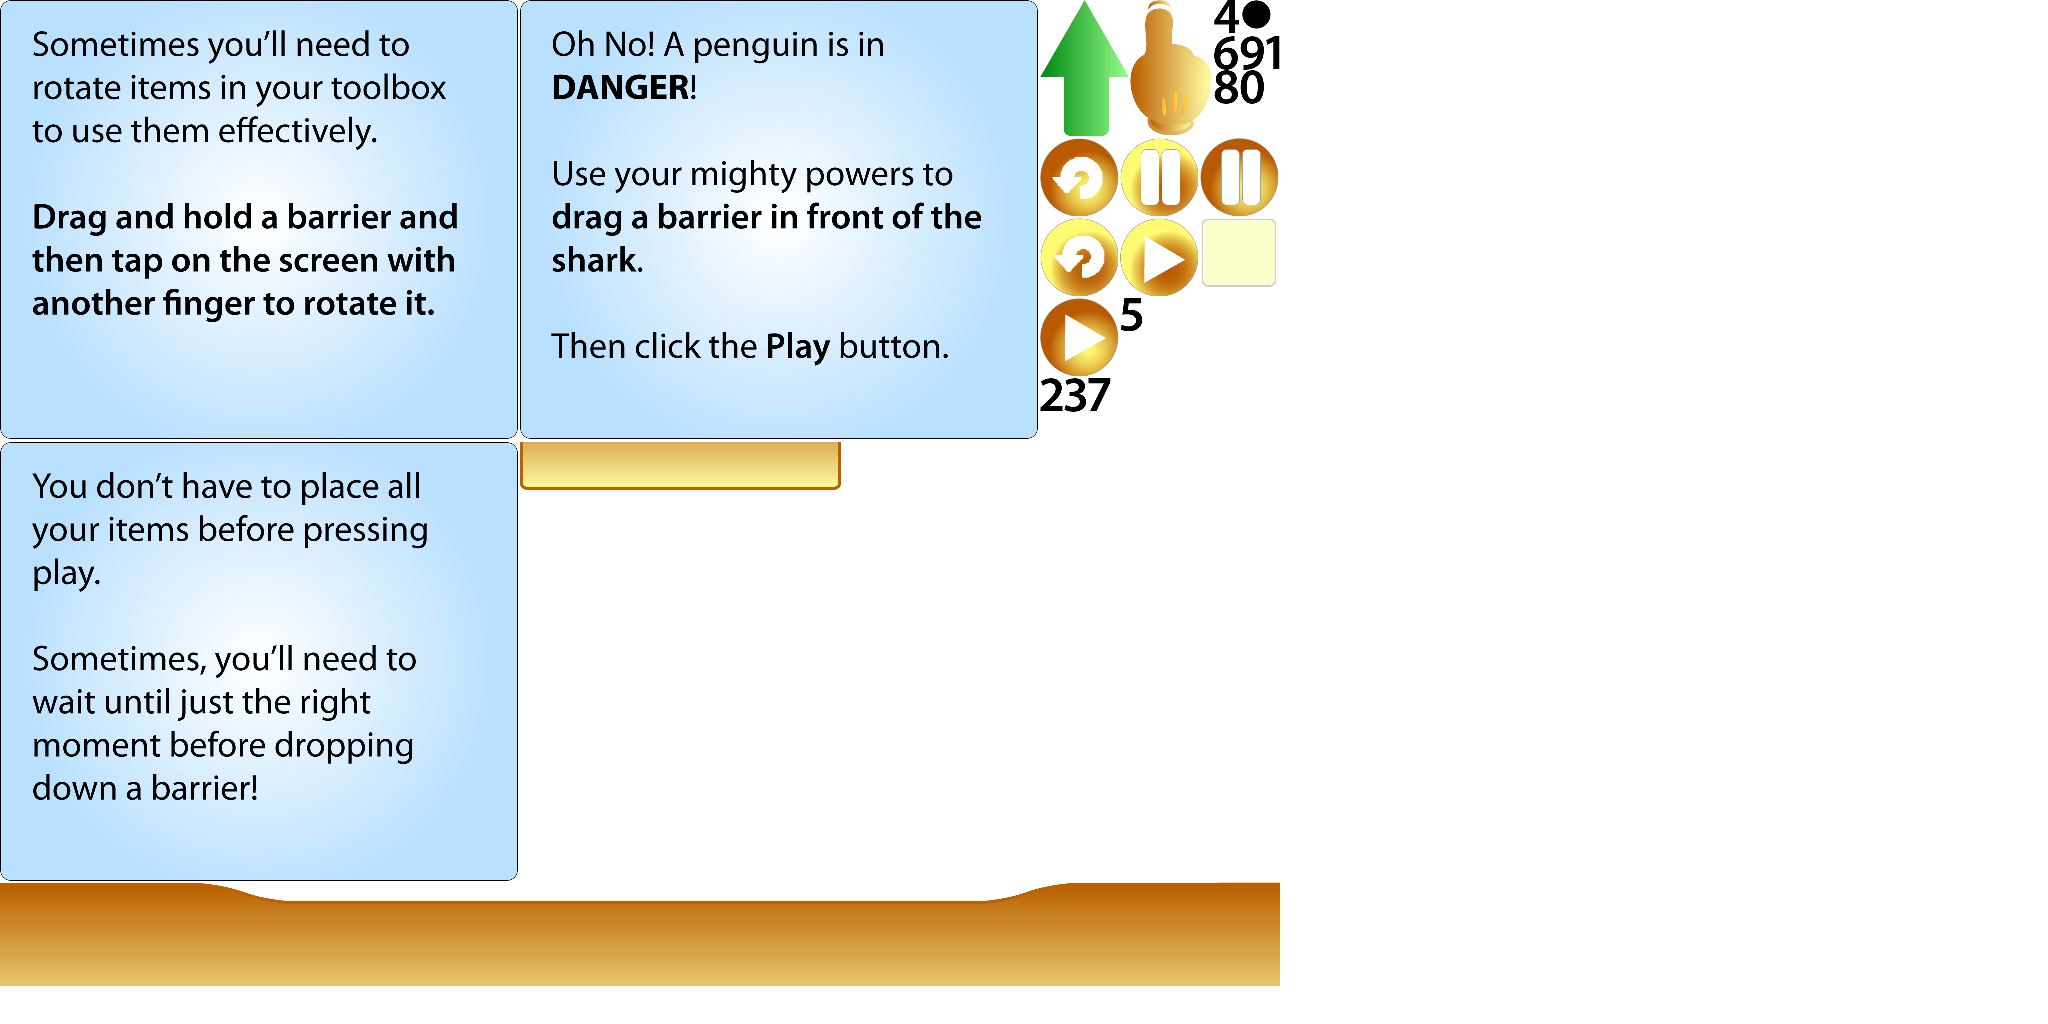 Sometimes you’ll need to
rotate items in your toolbox
to use them effectively.
Drag and hold a barrier and
then tap on the screen with
another finger to rotate it.
Oh No! A penguin is in
DANGER!
Use your mighty powers to
drag a barrier in front of the
shark.
Then click the Play button.
4
691
80
5
237
You don’t have to place all
your items before pressing
play.
Sometimes, you’ll need to
wait until just the right
moment before dropping
down a barrier!